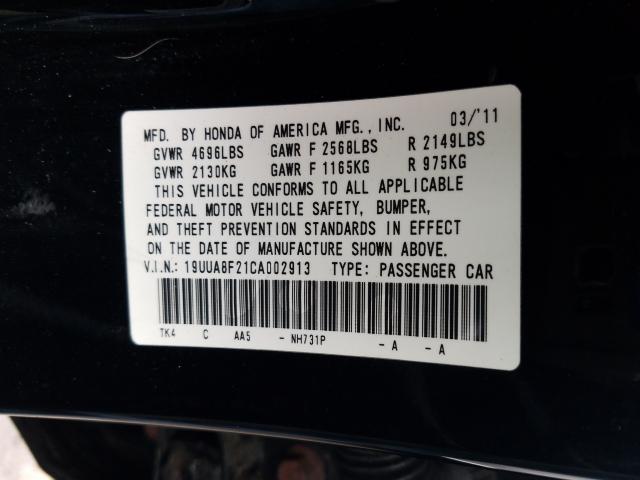 MFD. BY HONDA OF AMERICA MFG., INC. 03/'11
GVWR 4696LBS GAWR F 2568LBS R 2149LBS
GVWR 2130KG GAWR F 1165KG R 975KG
THIS VEHICLE CONFORMS TO ALL APPLICABLE
FEDERAL MOTOR VEHICLE SAFETY, BUMPER,
AND THEFT PREVENTION STANDARDS IN EFFECT
ON THE DATE OF MANUFACTURE SHOWN ABOVE.
V.I.N.: 19UUA8F21CA002913 TYPE: PASSENGER CAR
TK4 C AA5 - NH731P - A - A